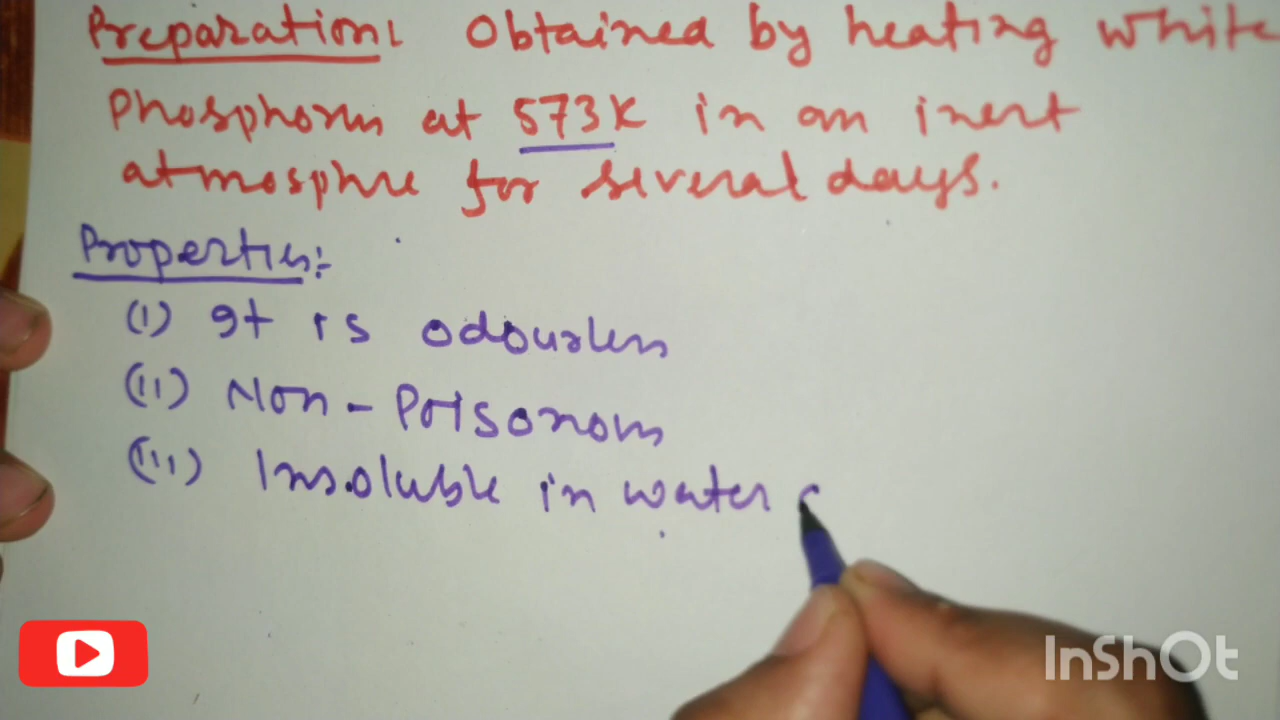 Preparation: Obtained by heating white
Phosphorus at 573K in an inert
atmosphre for several days.
Properties:-
(i) It is odourless
(ii) Non-Poisonous
(iii) Insoluble in water
InShOt